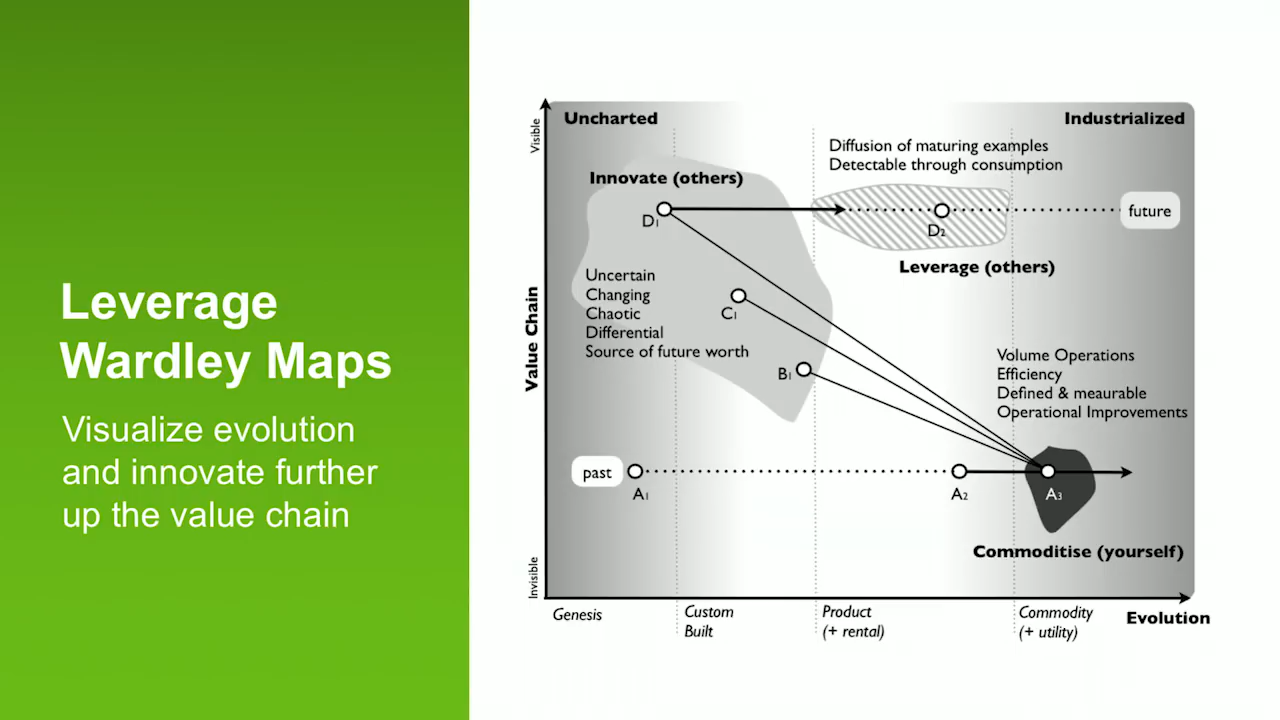 Leverage
Wardley Maps
Visualize evolution
and innovate further
up the value chain
Visible
Value Chain
Invisible
Uncharted
Industrialized
Diffusion of maturing examples
Detectable through consumption
Innovate (others)
D1
D2
future
Leverage (others)
Uncertain
Changing
Chaotic
Differential
Source of future worth
C1
B1
Volume Operations
Efficiency
Defined & meaurable
Operational Improvements
past
A1
A2
A3
Commoditise (yourself)
Genesis
Custom
Built
Product
(+ rental)
Commodity
(+ utility)
Evolution